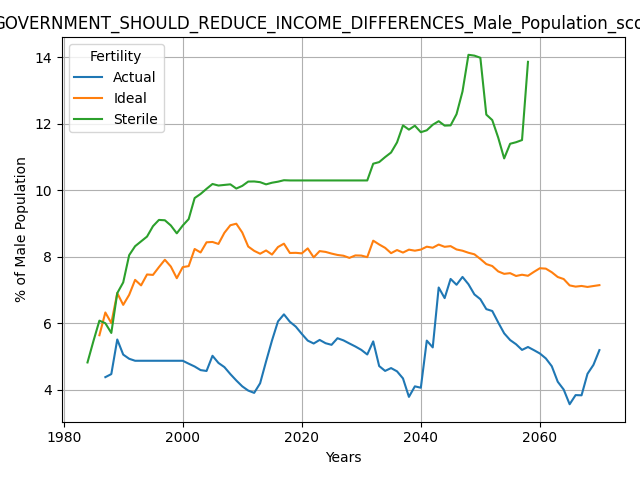 GOVERNMENT_SHOULD_REDUCE_INCOME_DIFFERENCES_Male_Population_sco
Fertility
Actual
Ideal
Sterile
% of Male Population
14
12
10
8
6
4
1980 2000 2020 2040 2060
Years